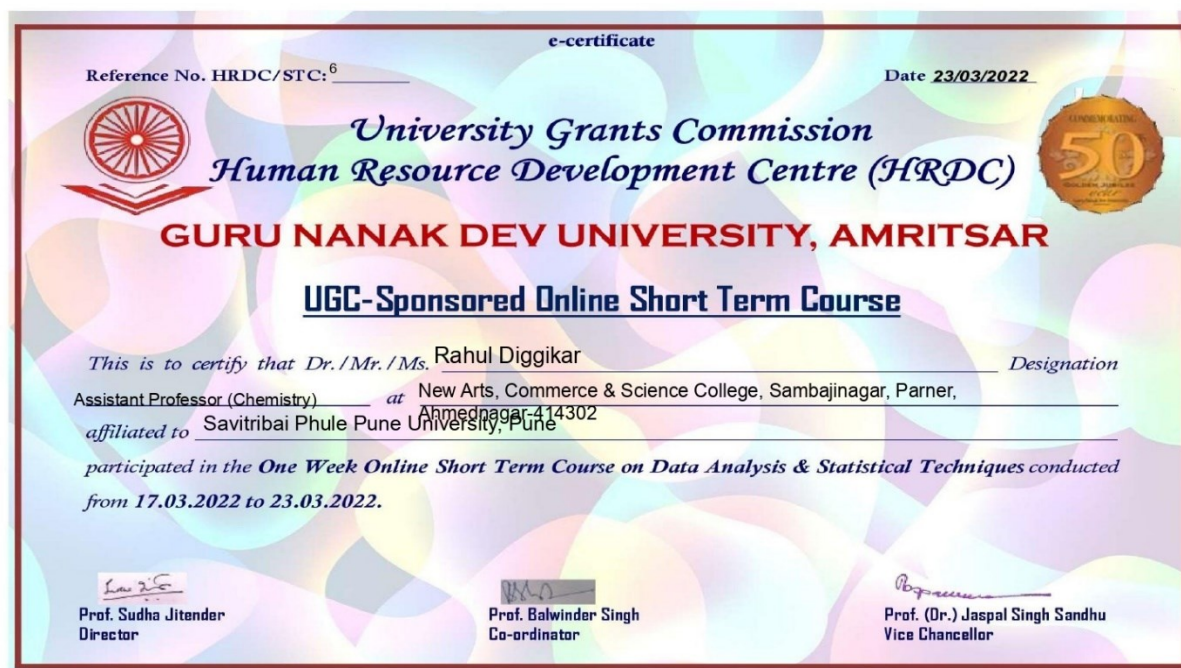 e-certificate
Reference No. HRDC/STC: 6
Date 23/03/2022
University Grants Commission
Human Resource Development Centre (HRDC)
COMMEMORATING
50
GOLDEN JUBILEE
GURU NANAK DEV UNIVERSITY, AMRITSAR
UGC-Sponsored Online Short Term Course
This is to certify that Dr./Mr./Ms. Rahul Diggikar Designation
Assistant Professor (Chemistry) at New Arts, Commerce & Science College, Sambajinagar, Parner,
Ahmednagar-414302
affiliated to Savitribai Phule Pune University, Pune
participated in the One Week Online Short Term Course on Data Analysis & Statistical Techniques conducted
from 17.03.2022 to 23.03.2022.
Prof. Sudha Jitender
Director
Prof. Balwinder Singh
Co-ordinator
Prof. (Dr.) Jaspal Singh Sandhu
Vice Chancellor